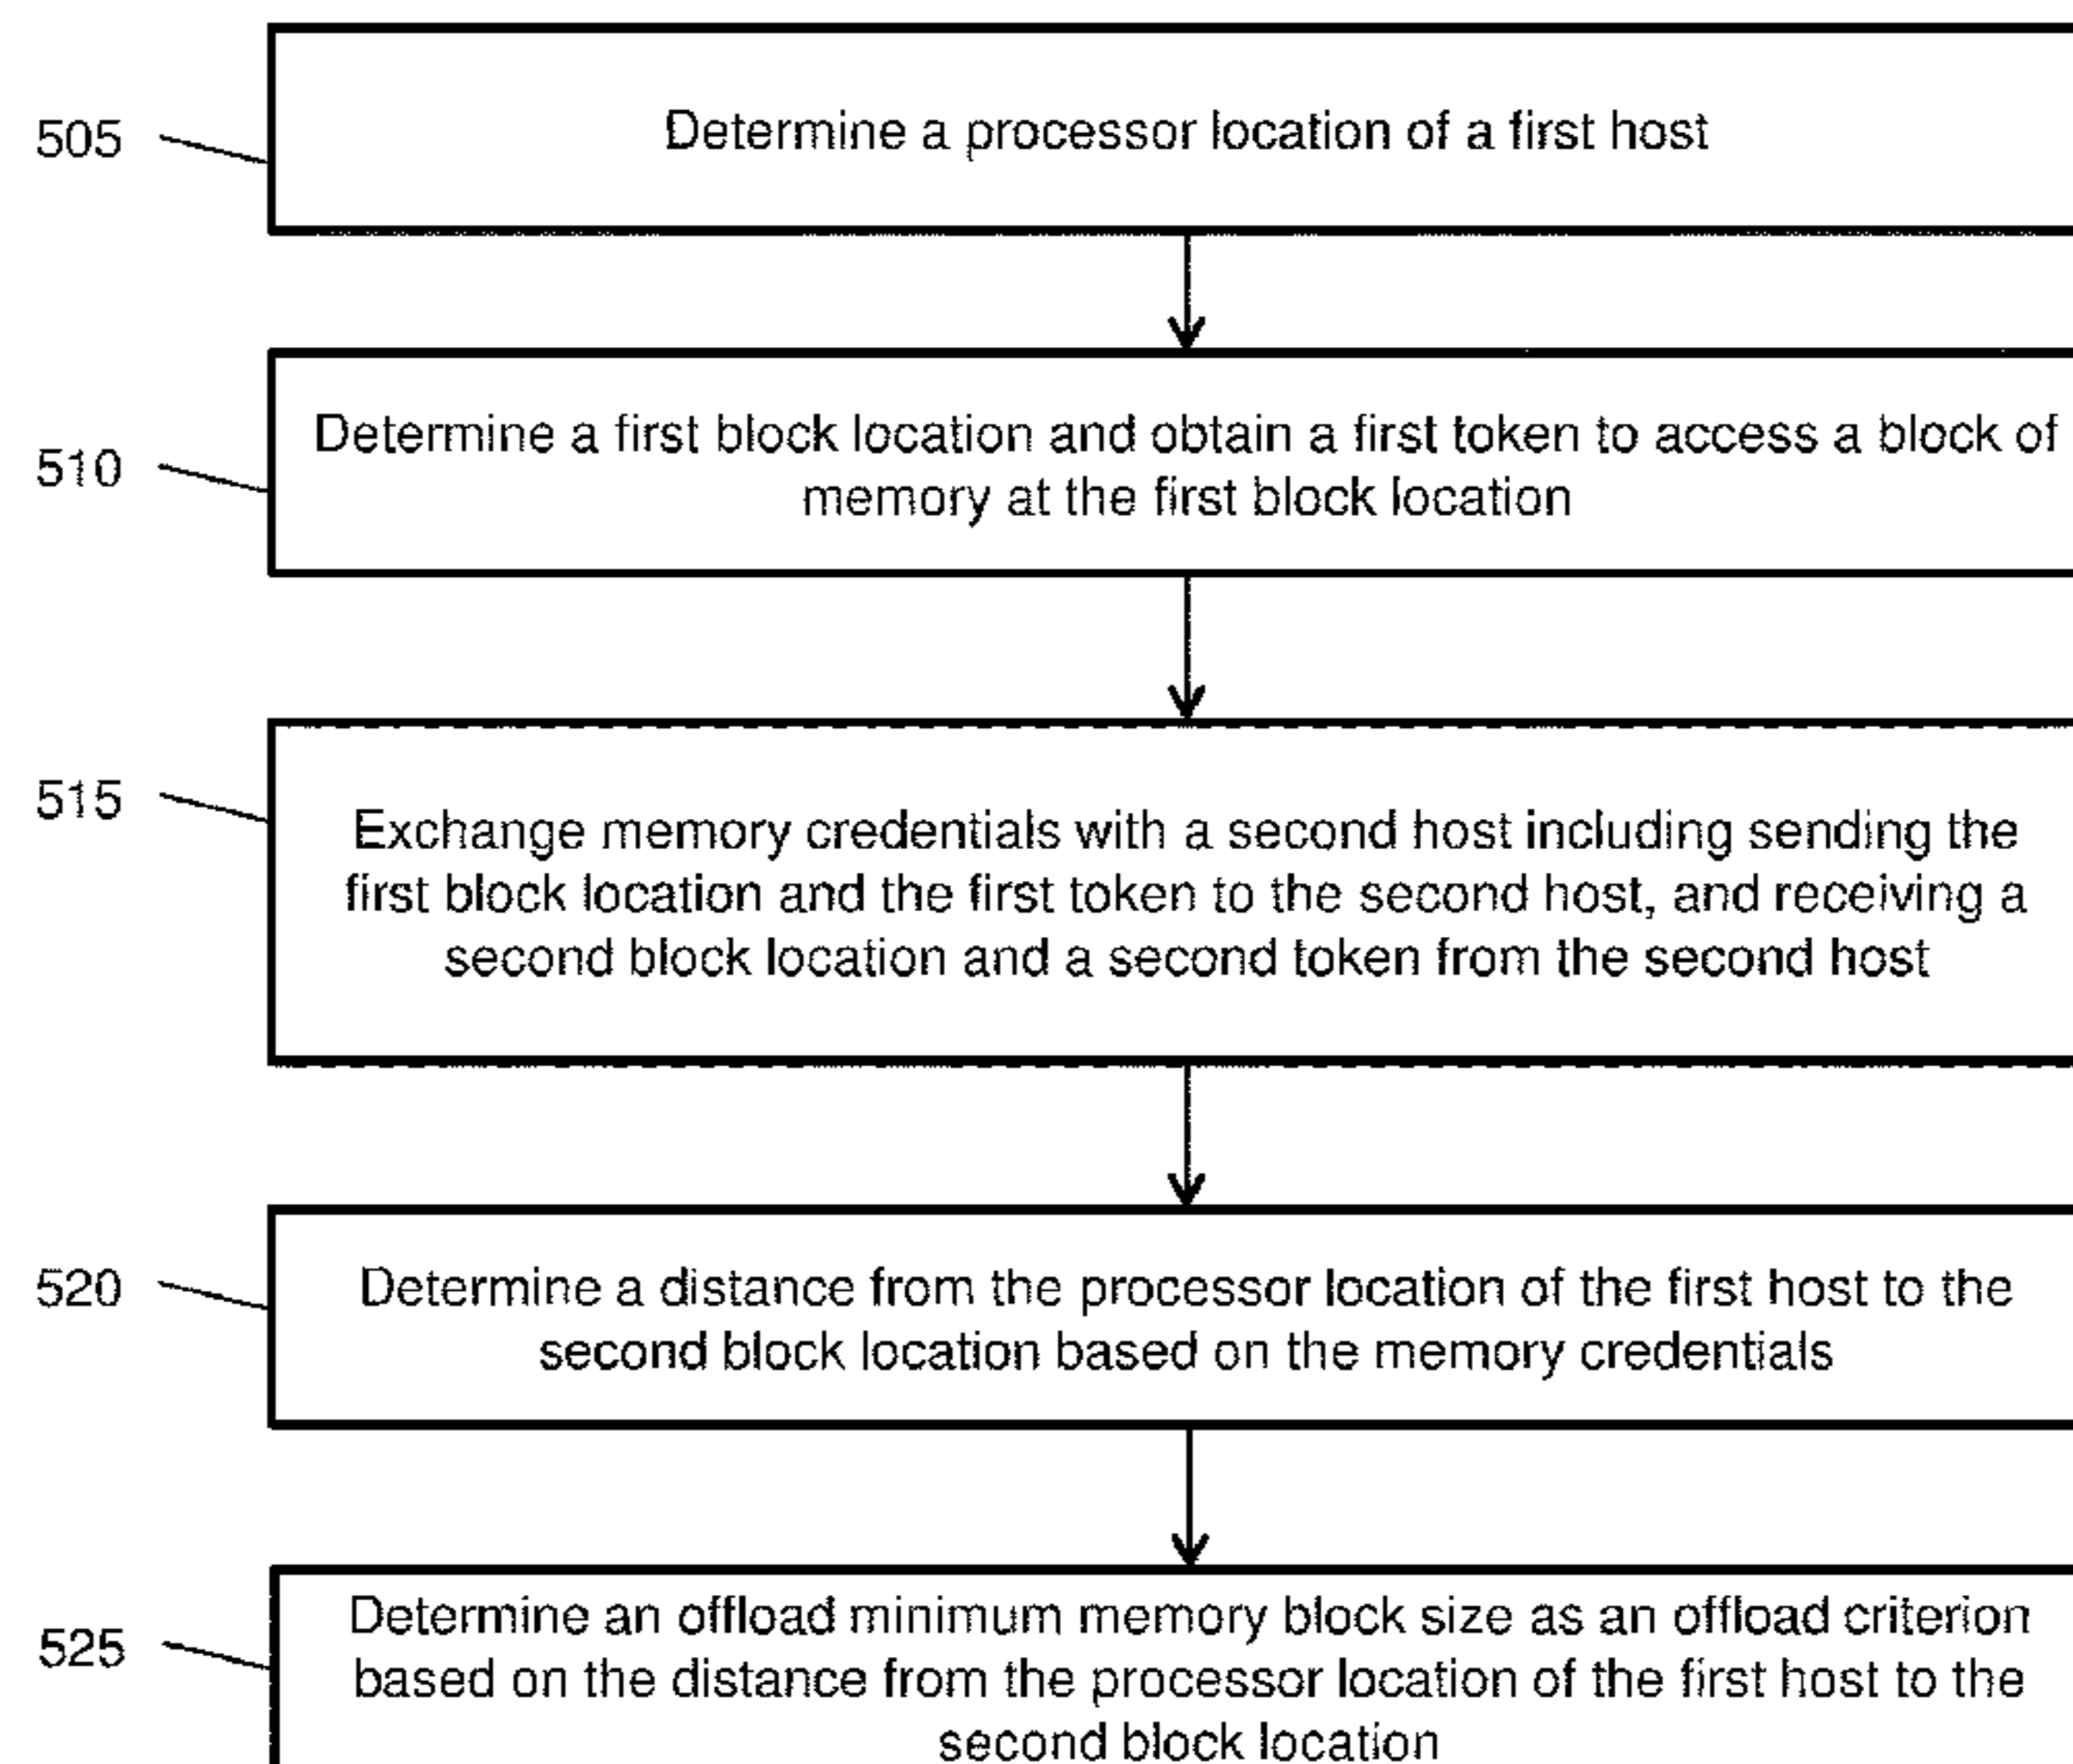 505
Determine a processor location of a first host
510
Determine a first block location and obtain a first token to access a block of
memory at the first block location
515
Exchange memory credentials with a second host including sending the
first block location and the first token to the second host, and receiving a
second block location and a second token from the second host
520
Determine a distance from the processor location of the first host to the
second block location based on the memory credentials
525
Determine an offload minimum memory block size as an offload criterion
based on the distance from the processor location of the first host to the
second block location